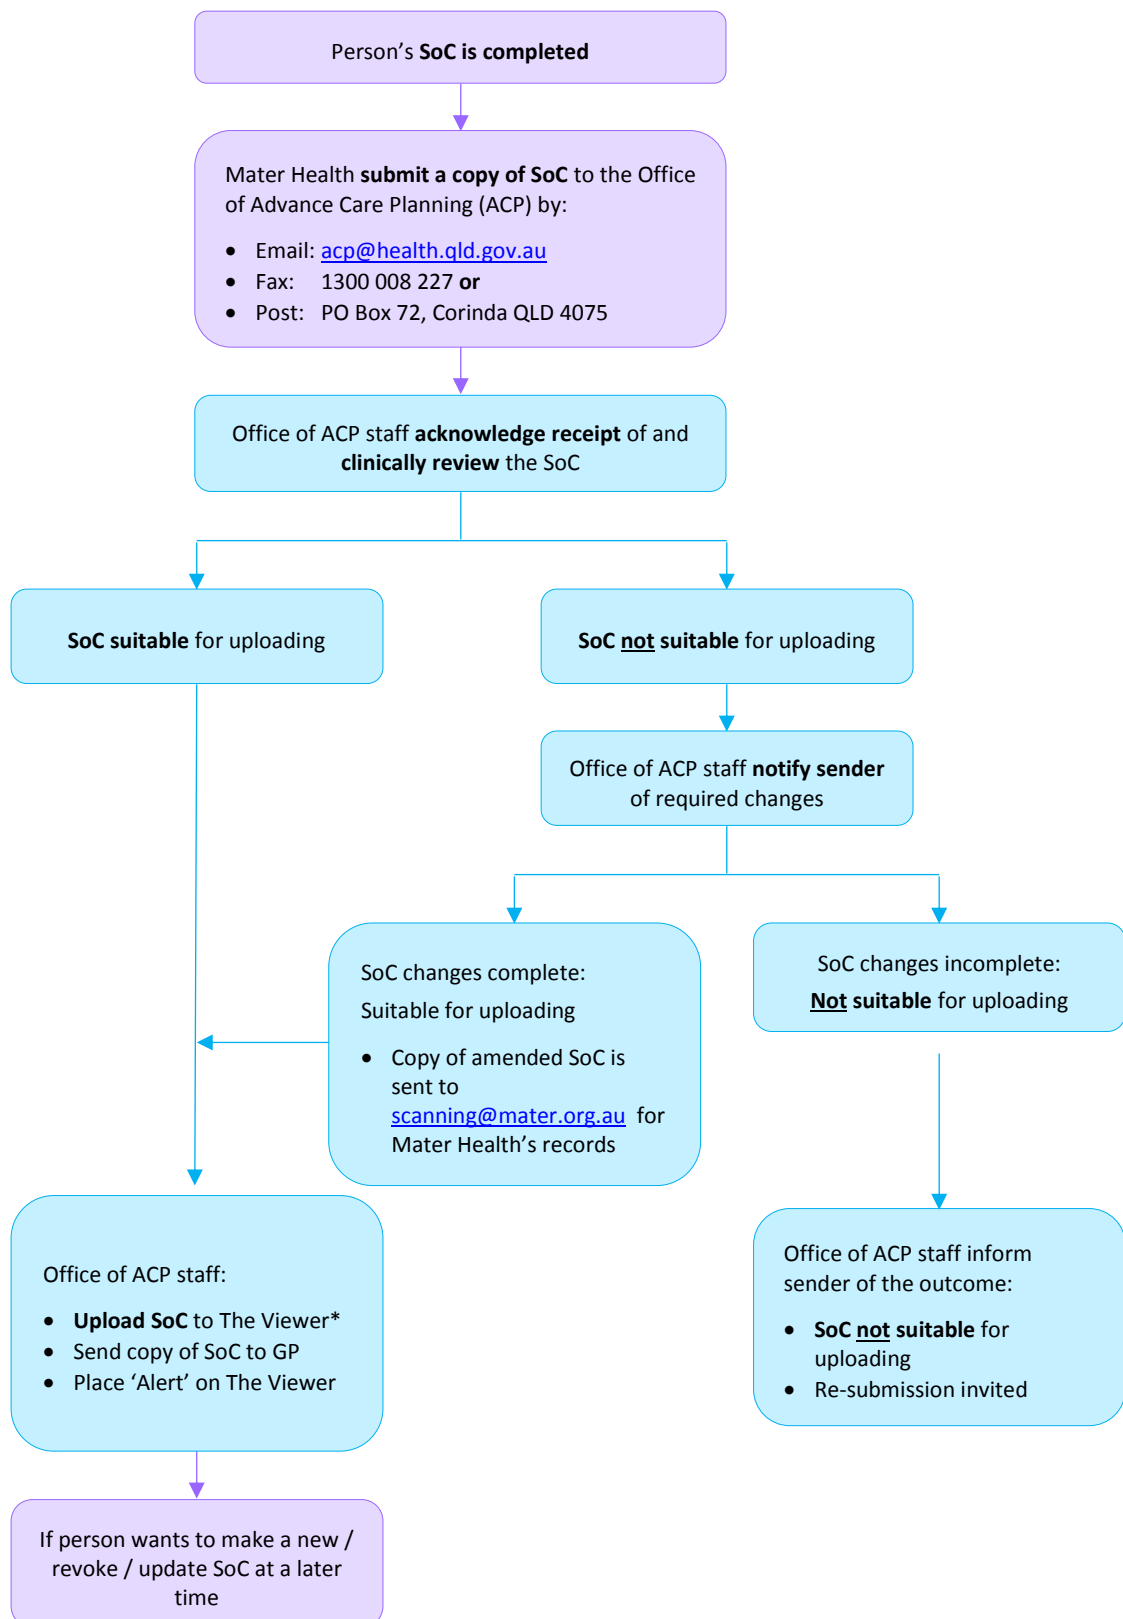 Person’s SoC is completed
Mater Health submit a copy of SoC to the Office
of Advance Care Planning (ACP) by:
• Email: acp@health.qld.gov.au
• Fax: 1300 008 227 or
• Post: PO Box 72, Corinda QLD 4075
Office of ACP staff acknowledge receipt of and
clinically review the SoC
SoC suitable for uploading
SoC not suitable for uploading
Office of ACP staff notify sender
of required changes
SoC changes complete:
Suitable for uploading
• Copy of amended SoC is
sent to
scanning@mater.org.au for
Mater Health’s records
SoC changes incomplete:
Not suitable for uploading
Office of ACP staff:
• Upload SoC to The Viewer*
• Send copy of SoC to GP
• Place ‘Alert’ on The Viewer
Office of ACP staff inform
sender of the outcome:
• SoC not suitable for
uploading
• Re-submission invited
If person wants to make a new /
revoke / update SoC at a later
time